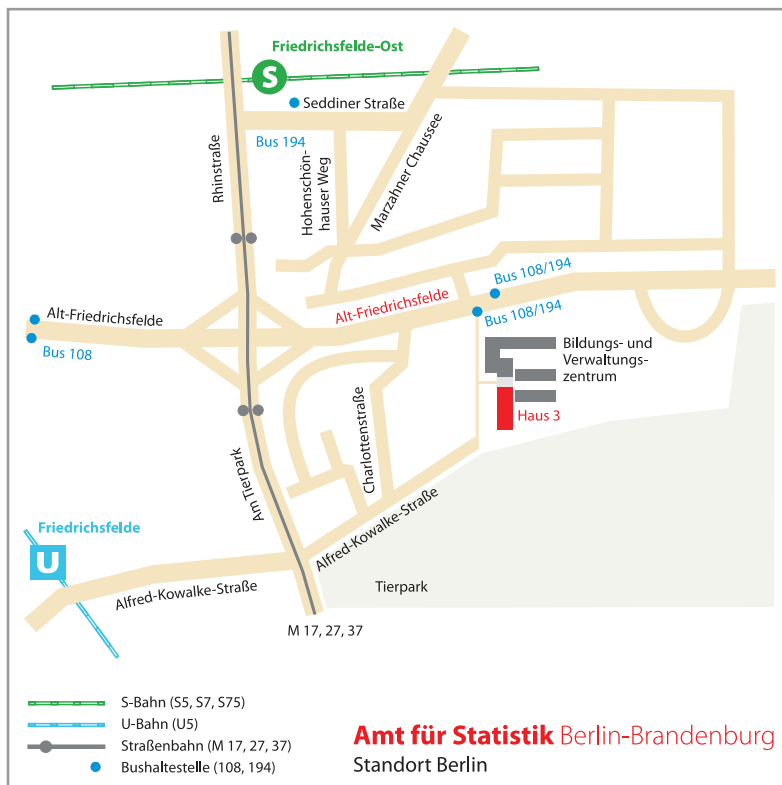 Friedrichsfelde-Ost
S
Seddiner Straße
Bus 194
Rhinstraße
Hohenschön-
hauser Weg
Marzahner Chaussee
Bus 108/194
Alt-Friedrichsfelde
Alt-Friedrichsfelde
Bus 108/194
Bus 108
Bildungs- und
Verwaltungs-
zentrum
Haus 3
Charlottenstraße
Am Tierpark
Friedrichsfelde
U
Alfred-Kowalke-Straße
Alfred-Kowalke-Straße
Tierpark
M 17, 27, 37
S-Bahn (S5, S7, S75)
U-Bahn (U5)
Straßenbahn (M 17, 27, 37)
Bushaltestelle (108, 194)
Amt für Statistik Berlin-Brandenburg
Standort Berlin